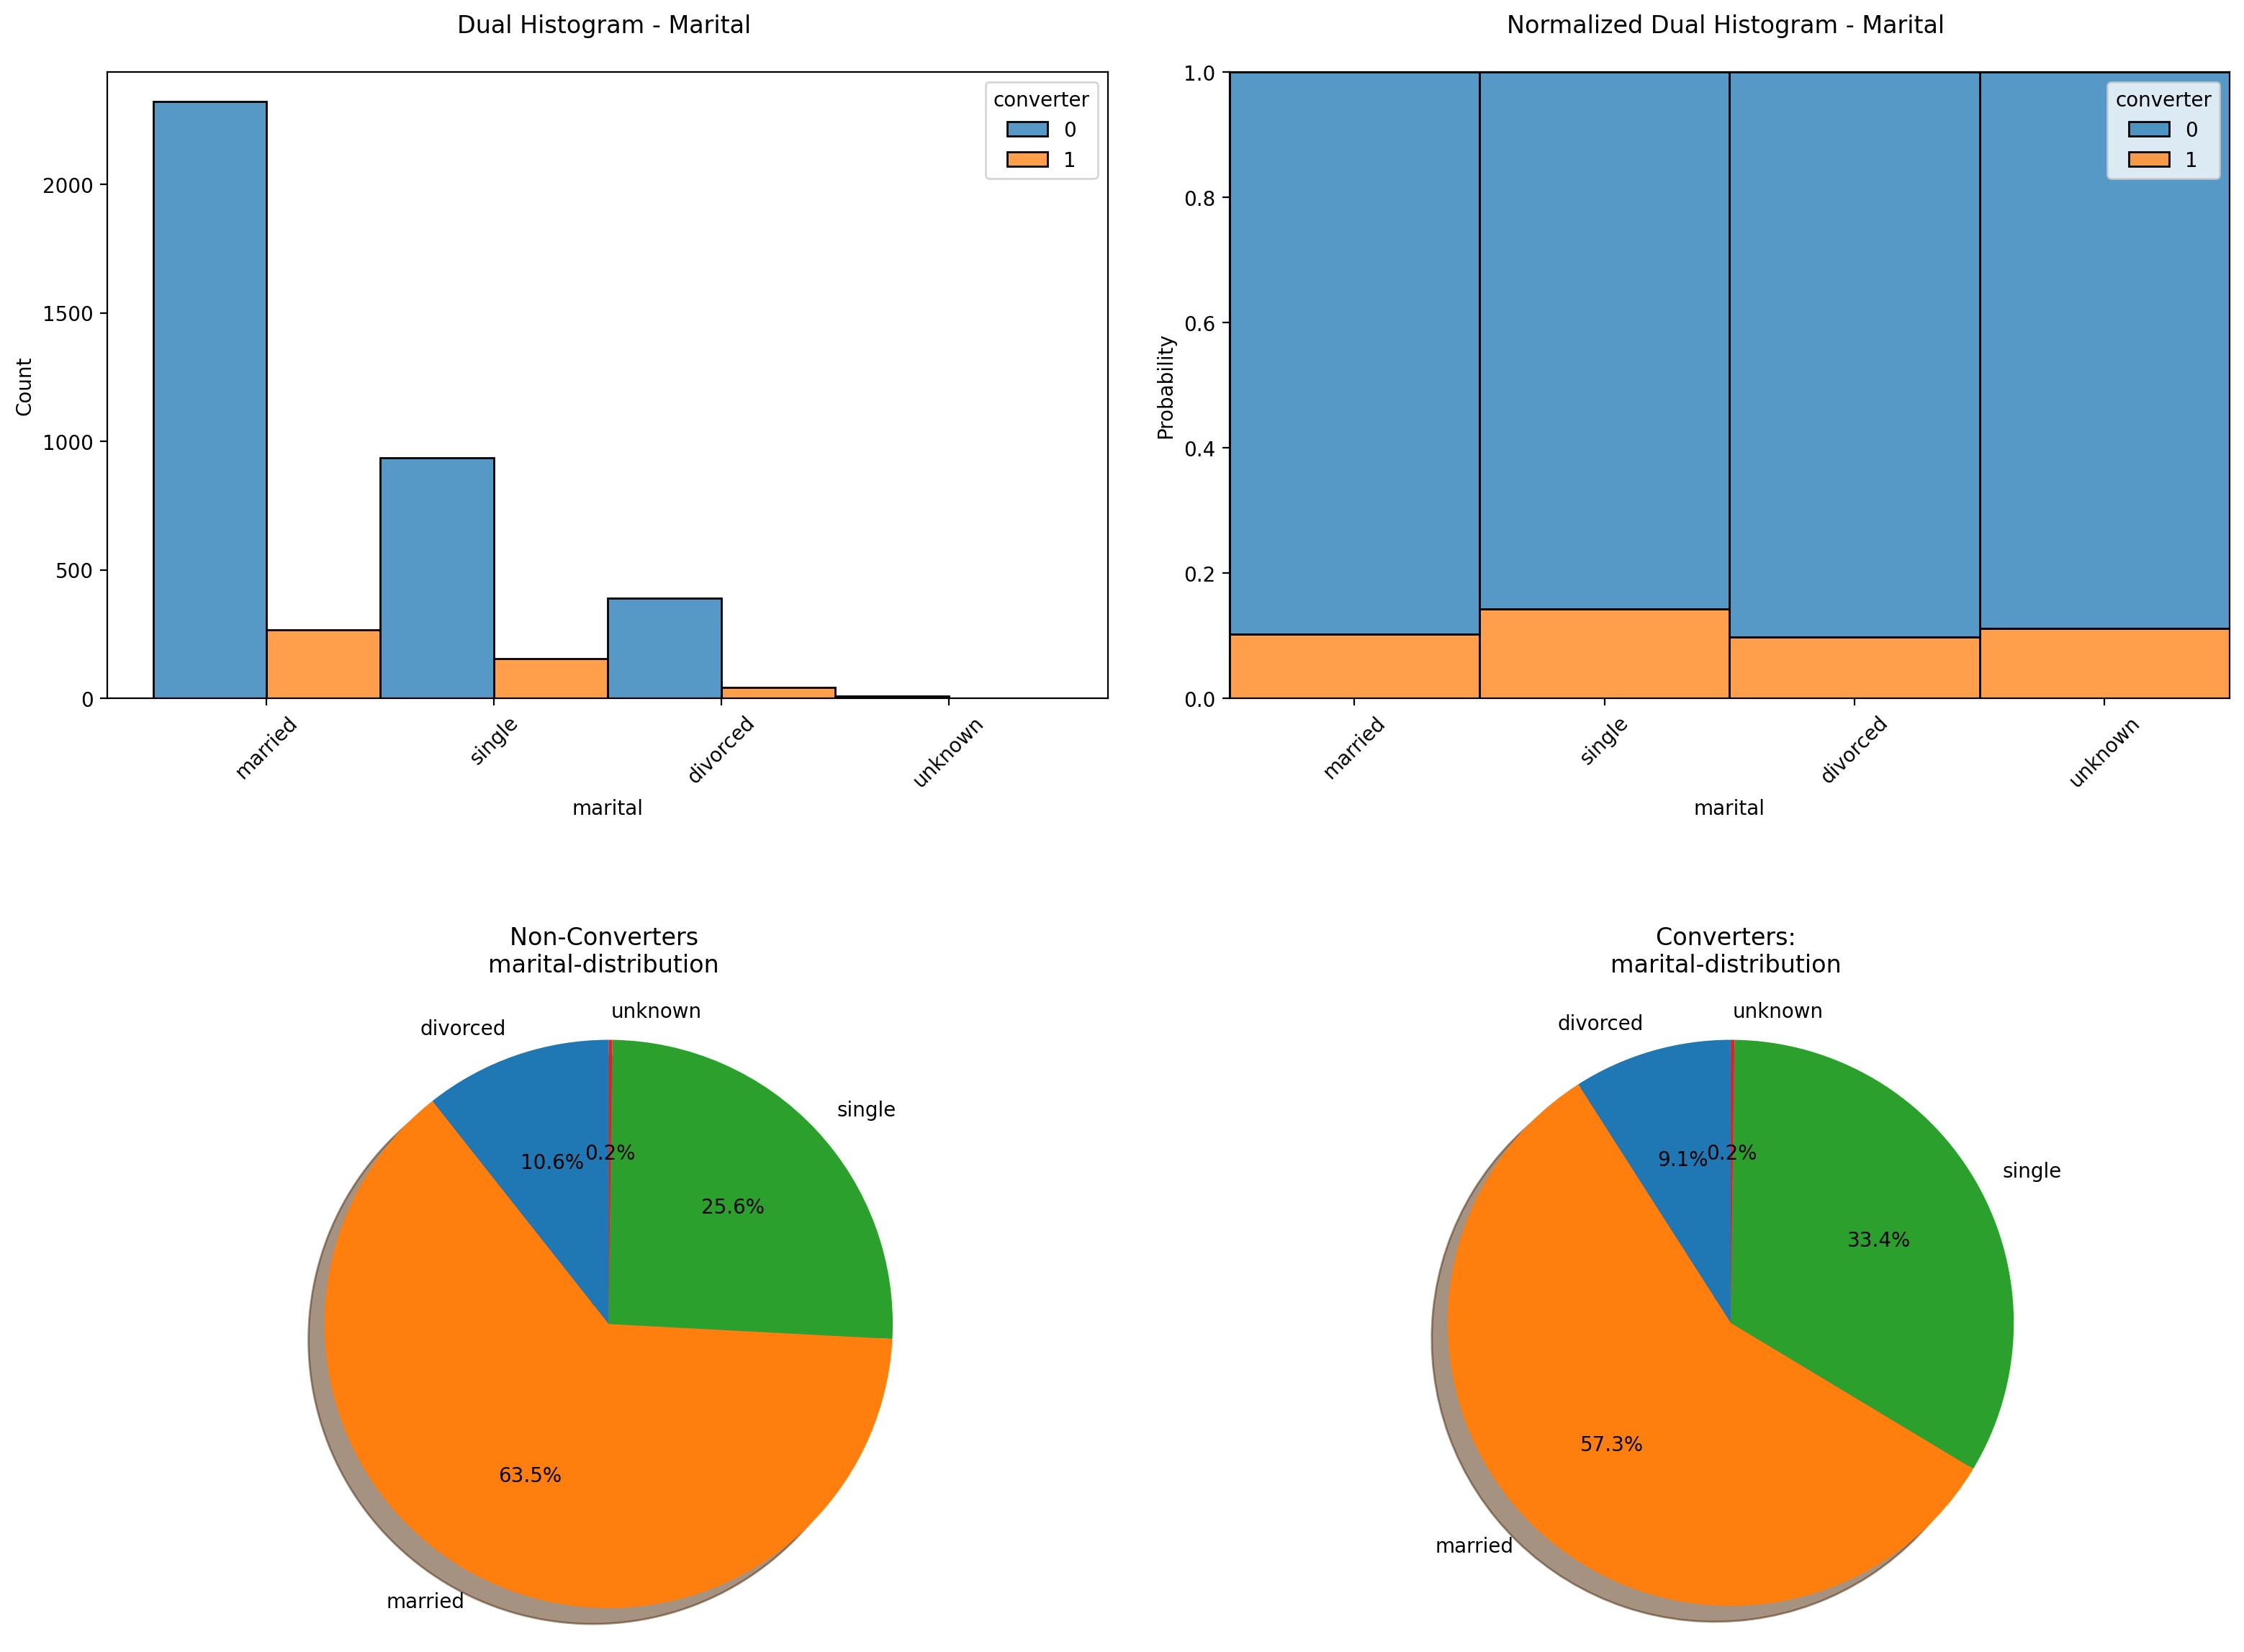 Dual Histogram - Marital
converter
0
1
2000
1500
1000
500
0
Count
married
single
divorced
unknown
marital
Normalized Dual Histogram - Marital
converter
0
1
1.0
0.8
0.6
0.4
0.2
0.0
Probability
married
single
divorced
unknown
marital
Non-Converters
marital-distribution
unknown
divorced
single
10.6%
0.2%
25.6%
63.5%
married
Converters:
marital-distribution
unknown
divorced
single
9.1%
0.2%
33.4%
57.3%
married